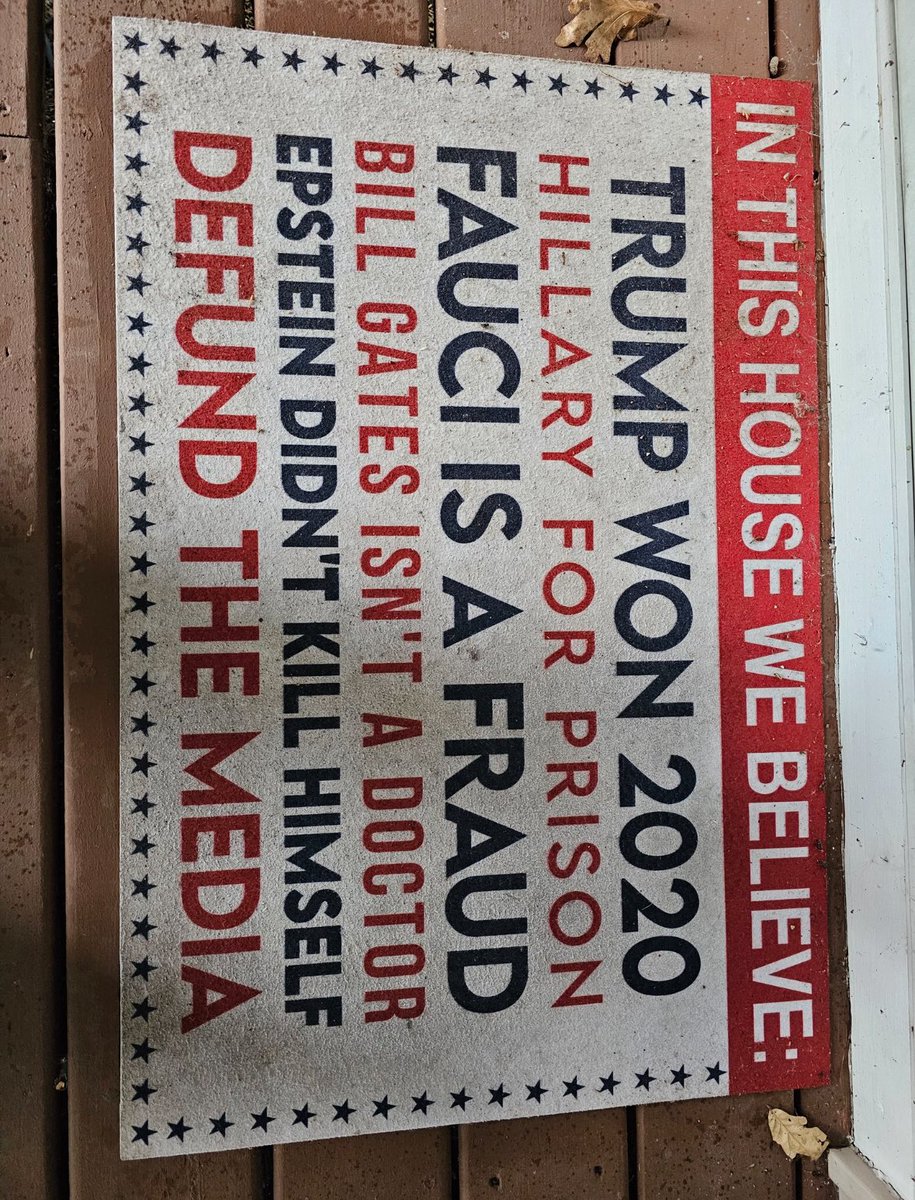 IN THIS HOUSE WE BELIEVE:
TRUMP WON 2020
HILLARY FOR PRISON
FAUCI IS A FRAUD
BILL GATES ISN'T A DOCTOR
EPSTEIN DIDN'T KILL HIMSELF
DEFUND THE MEDIA